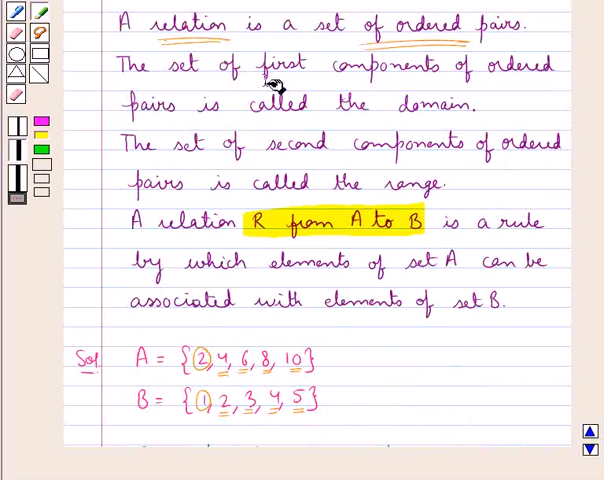 A relation is a set of ordered pairs.
The set of first components of ordered
pairs is called the domain.
The set of second components of ordered
pairs is called the range.
A relation R from A to B is a rule
by which elements of set A can be
associated with elements of set B.
Sol. A = {2, 4, 6, 8, 10}
B = {1, 2, 3, 4, 5}